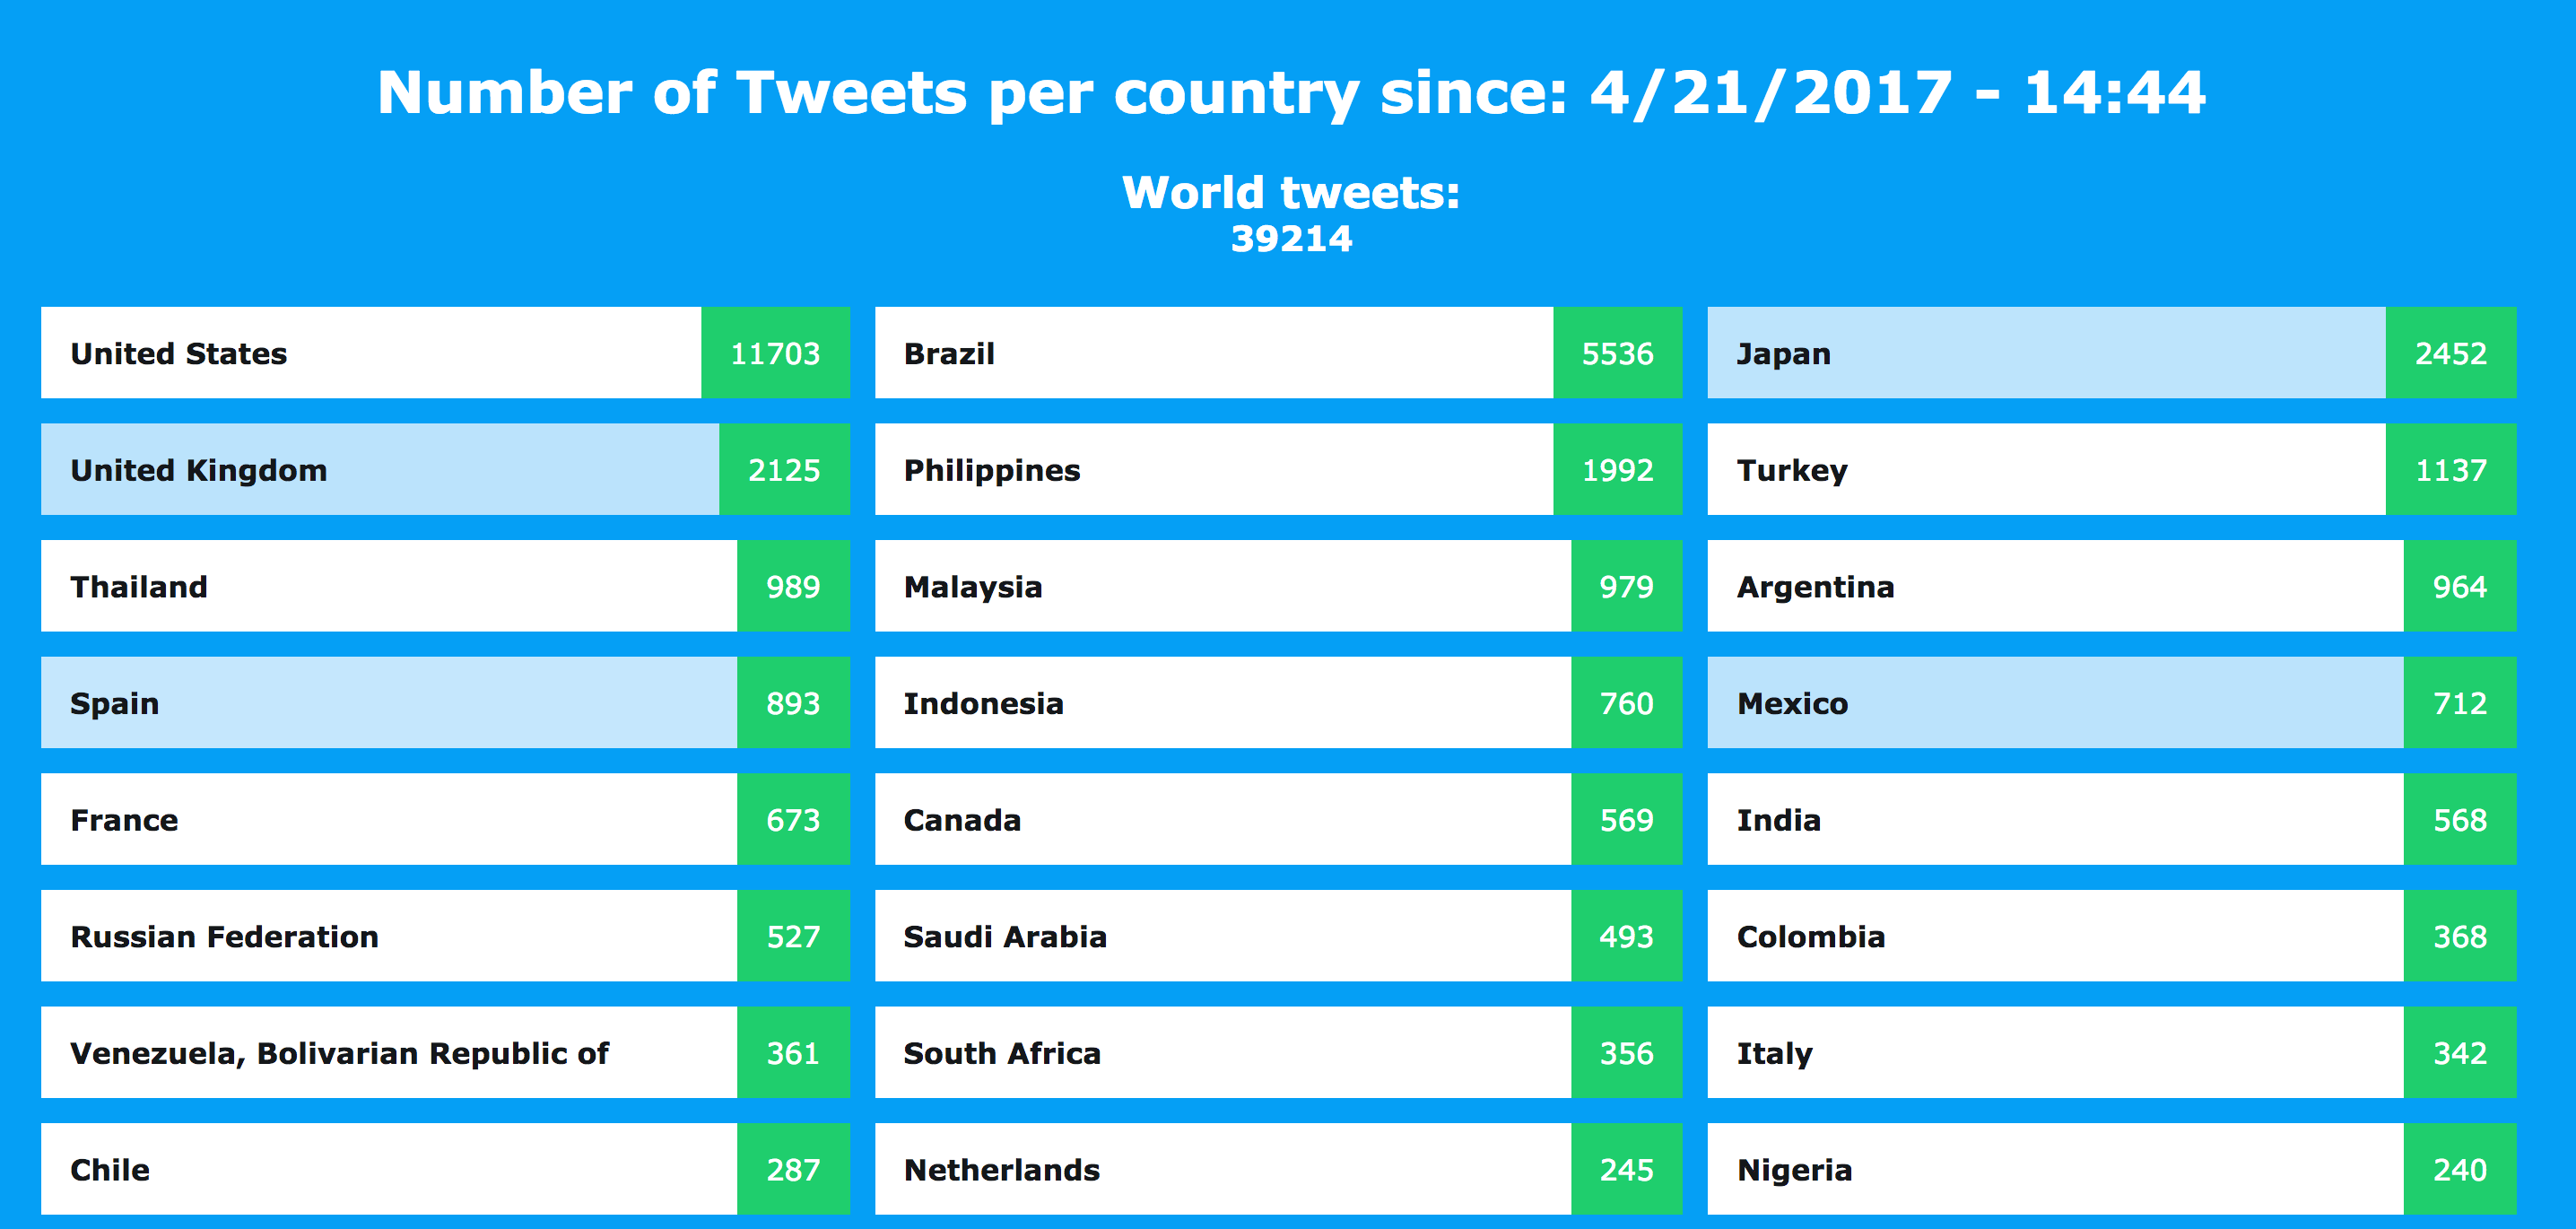 Number of Tweets per country since: 4/21/2017 - 14:44
World tweets:
39214
United States 11703
Brazil 5536
Japan 2452
United Kingdom 2125
Philippines 1992
Turkey 1137
Thailand 989
Malaysia 979
Argentina 964
Spain 893
Indonesia 760
Mexico 712
France 673
Canada 569
India 568
Russian Federation 527
Saudi Arabia 493
Colombia 368
Venezuela, Bolivarian Republic of 361
South Africa 356
Italy 342
Chile 287
Netherlands 245
Nigeria 240